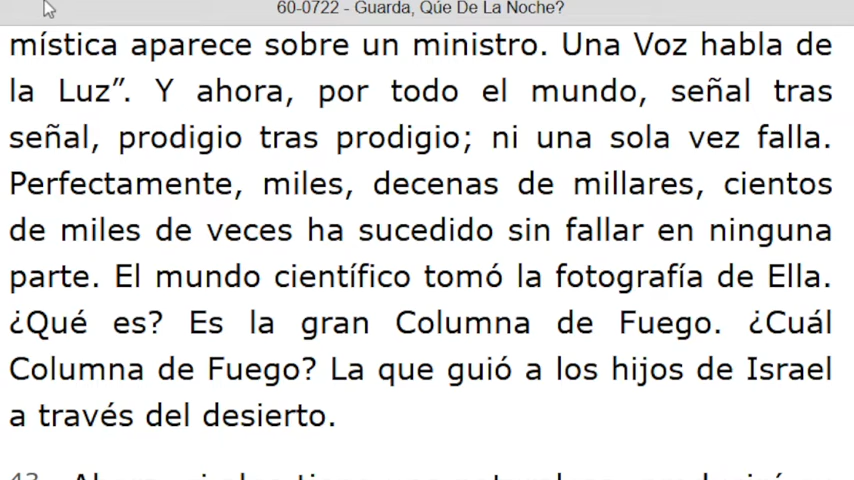 60-0722 - Guarda, Qúe De La Noche?
mística aparece sobre un ministro. Una Voz habla de
la Luz”. Y ahora, por todo el mundo, señal tras
señal, prodigio tras prodigio; ni una sola vez falla.
Perfectamente, miles, decenas de millares, cientos
de miles de veces ha sucedido sin fallar en ninguna
parte. El mundo científico tomó la fotografía de Ella.
¿Qué es? Es la gran Columna de Fuego. ¿Cuál
Columna de Fuego? La que guió a los hijos de Israel
a través del desierto.